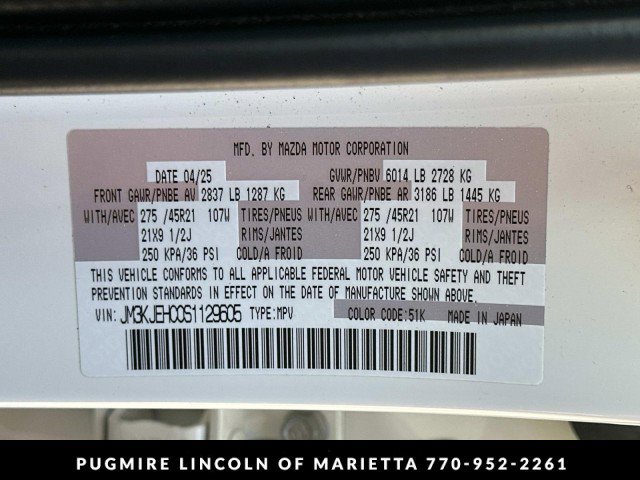 MFD. BY MAZDA MOTOR CORPORATION
DATE 04/25 GVWR/PNBV 6014 LB 2728 KG
FRONT GAWR/PNBE AV 2837 LB 1287 KG REAR GAWR/PNBE AR 3186 LB 1445 KG
WITH/AVEC 275 /45R21 107W TIRES/PNEUS WITH/AVEC 275 /45R21 107W TIRES/PNEUS
21X9 1/2J RIMS/JANTES 21X9 1/2J RIMS/JANTES
250 KPA/36 PSI COLD/A FROID 250 KPA/36 PSI COLD/A FROID
THIS VEHICLE CONFORMS TO ALL APPLICABLE FEDERAL MOTOR VEHICLE SAFETY AND THEFT
PREVENTION STANDARDS IN EFFECT ON THE DATE OF MANUFACTURE SHOWN ABOVE.
VIN: JM3KJEHC0S1129605 TYPE:MPV COLOR CODE:51K MADE IN JAPAN
PUGMIRE LINCOLN OF MARIETTA 770-952-2261